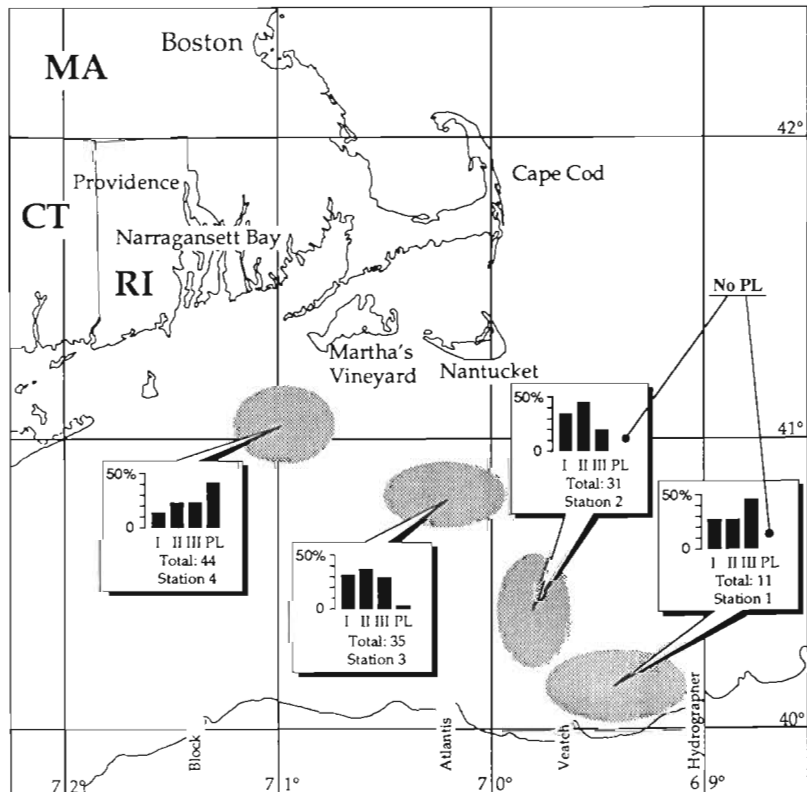 Boston
MA
42°
Providence
Cape Cod
CT
Narragansett Bay
RI
No PL
Martha's
Vineyard
Nantucket
50%
0
I II III PL
Total: 31
Station 2
41°
50%
0
I II III PL
Total: 44
Station 4
50%
0
I II III PL
Total: 11
Station 1
50%
0
I II III PL
Total: 35
Station 3
Block
Atlantis
Veatch
Hydrographer
40°
72°
71°
70°
69°